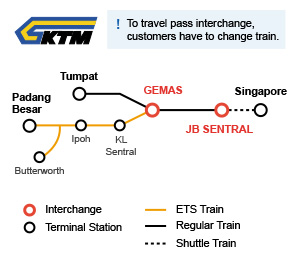 KTM
! To travel pass interchange,
customers have to change train.
Tumpat
GEMAS
Singapore
Padang
Besar
JB SENTRAL
Ipoh
KL
Sentral
Butterworth
Interchange
ETS Train
Terminal Station
Regular Train
Shuttle Train